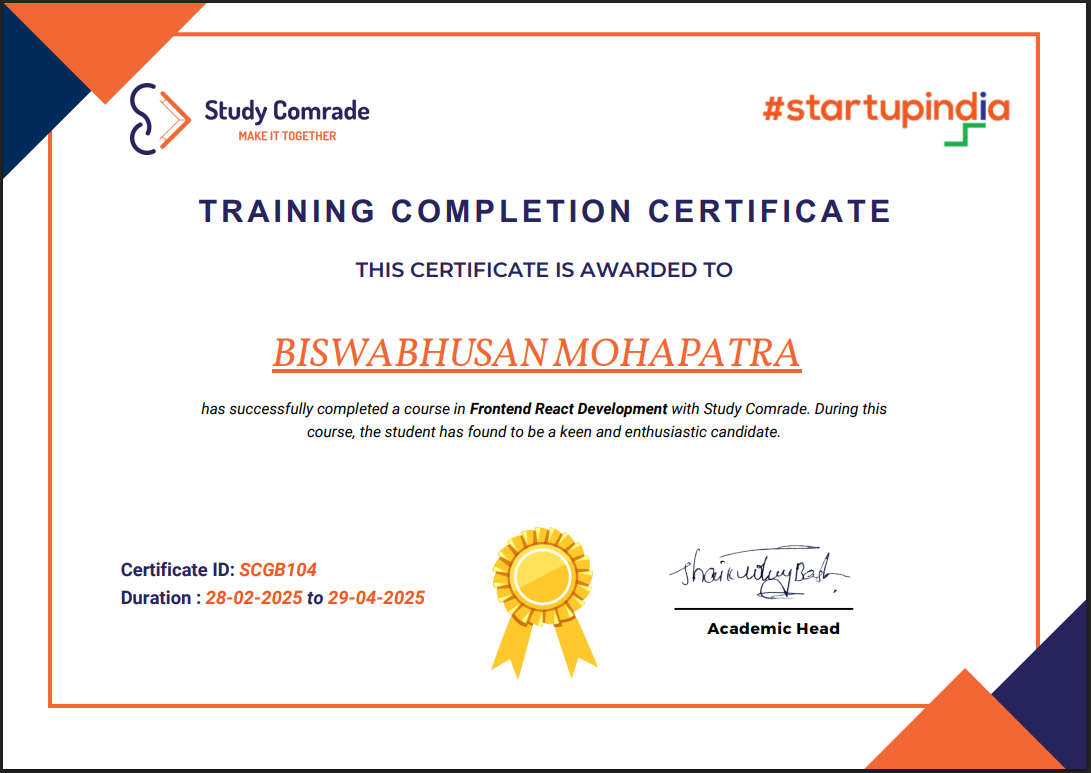 Study Comrade
MAKE IT TOGETHER
#startupindia
TRAINING COMPLETION CERTIFICATE
THIS CERTIFICATE IS AWARDED TO
BISWABHUSAN MOHAPATRA
has successfully completed a course in Frontend React Development with Study Comrade. During this
course, the student has found to be a keen and enthusiastic candidate.
Certificate ID: SCGB104
Duration : 28-02-2025 to 29-04-2025
Academic Head